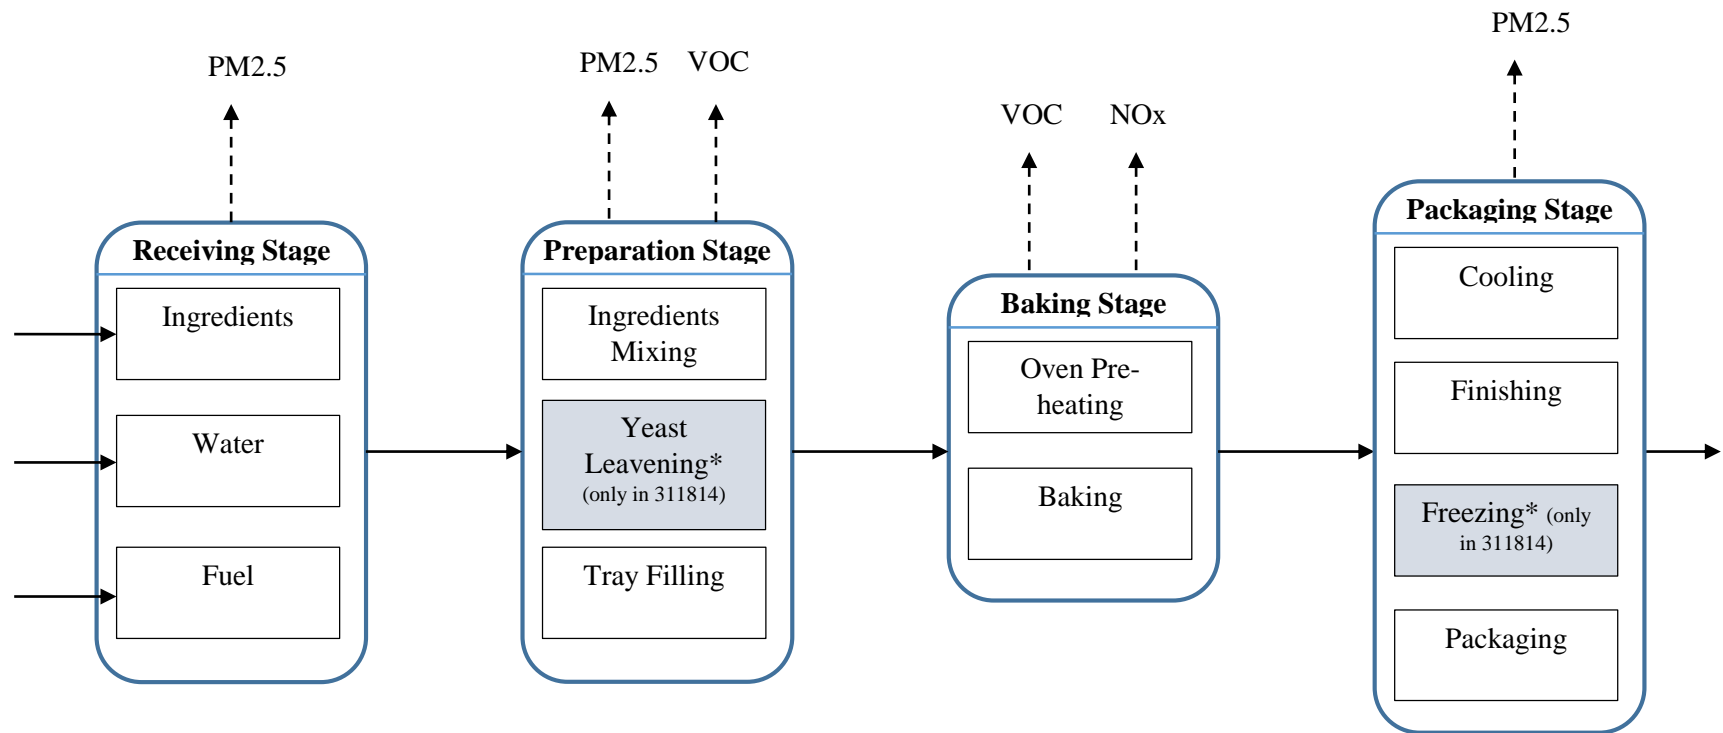 PM2.5
Receiving Stage
Ingredients
Water
Fuel
PM2.5
VOC
Preparation Stage
Ingredients
Mixing
Yeast
Leavening*
(only in 311814)
Tray Filling
VOC
NOx
Baking Stage
Oven Pre-
heating
Baking
PM2.5
Packaging Stage
Cooling
Finishing
Freezing* (only
in 311814)
Packaging